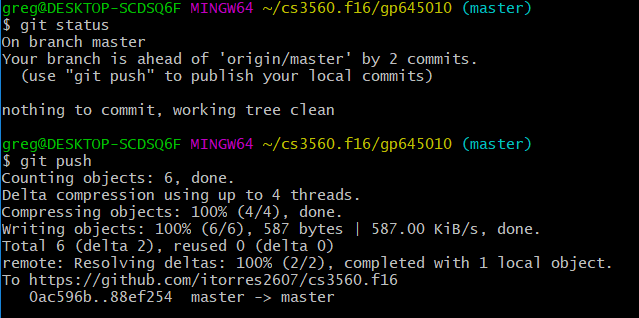 greg@DESKTOP-SCDSQ6F MINGW64 ~/cs3560.f16/gp645010 (master)
$ git status
On branch master
Your branch is ahead of 'origin/master' by 2 commits.
  (use "git push" to publish your local commits)

nothing to commit, working tree clean

greg@DESKTOP-SCDSQ6F MINGW64 ~/cs3560.f16/gp645010 (master)
$ git push
Counting objects: 6, done.
Delta compression using up to 4 threads.
Compressing objects: 100% (4/4), done.
Writing objects: 100% (6/6), 587 bytes | 587.00 KiB/s, done.
Total 6 (delta 2), reused 0 (delta 0)
remote: Resolving deltas: 100% (2/2), completed with 1 local object.
To https://github.com/itorres2607/cs3560.f16
   0ac596b..88ef254  master -> master